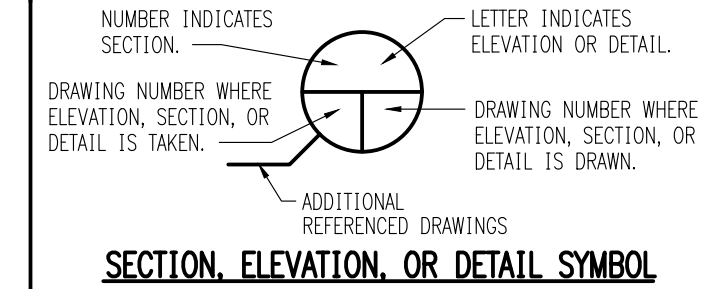 NUMBER INDICATES
SECTION.
LETTER INDICATES
ELEVATION OR DETAIL.
DRAWING NUMBER WHERE
ELEVATION, SECTION, OR
DETAIL IS TAKEN.
DRAWING NUMBER WHERE
ELEVATION, SECTION, OR
DETAIL IS DRAWN.
ADDITIONAL
REFERENCED DRAWINGS
SECTION, ELEVATION, OR DETAIL SYMBOL